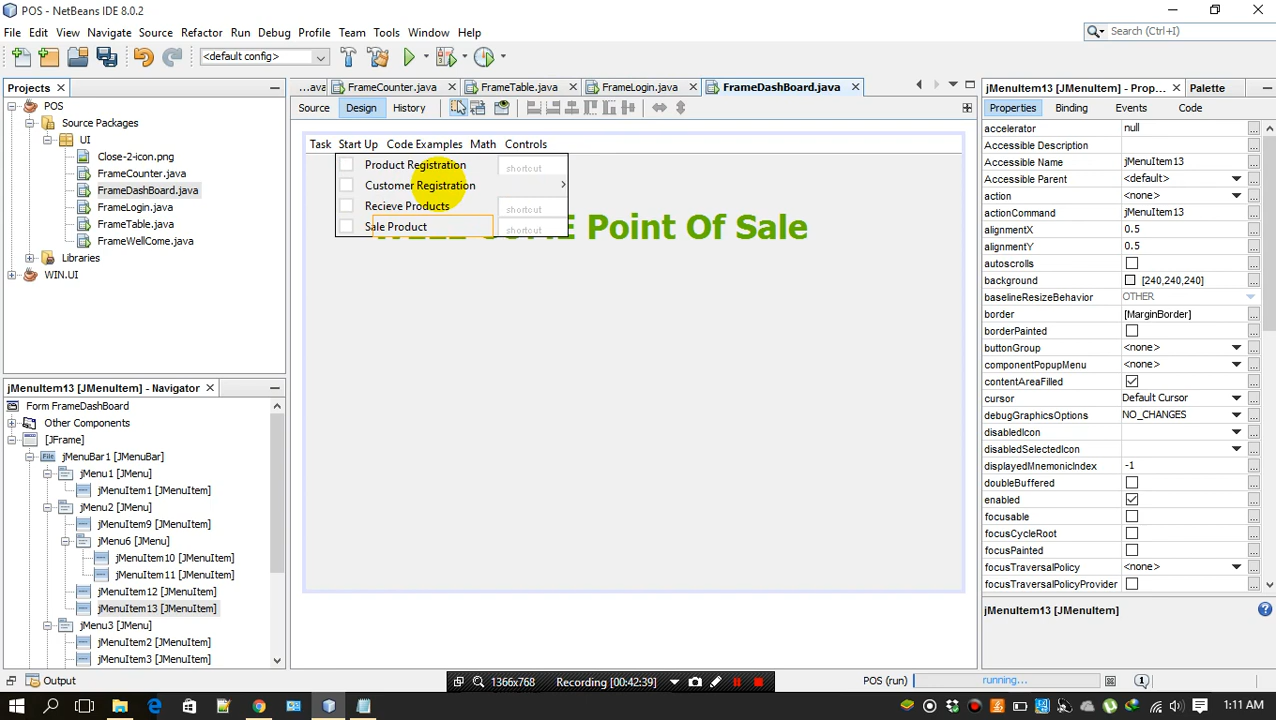 POS - NetBeans IDE 8.0.2
File Edit View Navigate Source Refactor Run Debug Profile Team Tools Window Help
Search (Ctrl+I)
<default config>
Projects
...ava FrameCounter.java FrameTable.java FrameLogin.java FrameDashBoard.java
jMenuItem13 [JMenuItem] - Prop... Palette
Source Design History
Properties Binding Events Code
POS
Source Packages
UI
Close-2-icon.png
FrameCounter.java
FrameDashBoard.java
FrameLogin.java
FrameTable.java
FrameWellCome.java
Libraries
WIN.UI
Task Start Up Code Examples Math Controls
Product Registration shortcut
Customer Registration
Recieve Products shortcut
Sale Product shortcut
Point Of Sale
accelerator null
Accessible Description
Accessible Name jMenuItem13
Accessible Parent <default>
action <none>
actionCommand jMenuItem13
alignmentX 0.5
alignmentY 0.5
autoscrolls
background [240,240,240]
baselineResizeBehavior OTHER
border [MarginBorder]
borderPainted
buttonGroup <none>
componentPopupMenu <none>
contentAreaFilled
cursor Default Cursor
debugGraphicsOptions NO_CHANGES
disabledIcon
disabledSelectedIcon
displayedMnemonicIndex -1
doubleBuffered
enabled
focusable
focusCycleRoot
focusPainted
focusTraversalPolicy <none>
focusTraversalPolicyProvider
jMenuItem13 [JMenuItem]
jMenuItem13 [JMenuItem] - Navigator
Form FrameDashBoard
Other Components
[JFrame]
jMenuBar1 [JMenuBar]
jMenu1 [JMenu]
jMenuItem1 [JMenuItem]
jMenu2 [JMenu]
jMenuItem9 [JMenuItem]
jMenu6 [JMenu]
jMenuItem10 [JMenuItem]
jMenuItem11 [JMenuItem]
jMenuItem12 [JMenuItem]
jMenuItem13 [JMenuItem]
jMenu3 [JMenu]
jMenuItem2 [JMenuItem]
jMenuItem3 [JMenuItem]
Output
1366x768 Recording [00:42:39]
POS (run) running...
1:11 AM